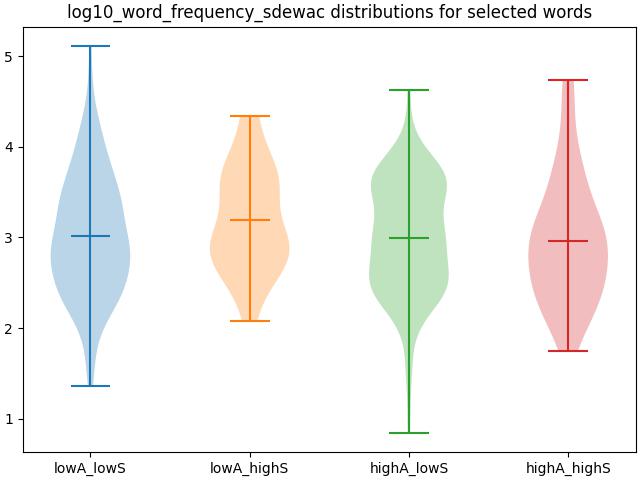 log10_word_frequency_sdewac distributions for selected words
5
4
3
2
1
lowA_lowS lowA_highS highA_lowS highA_highS